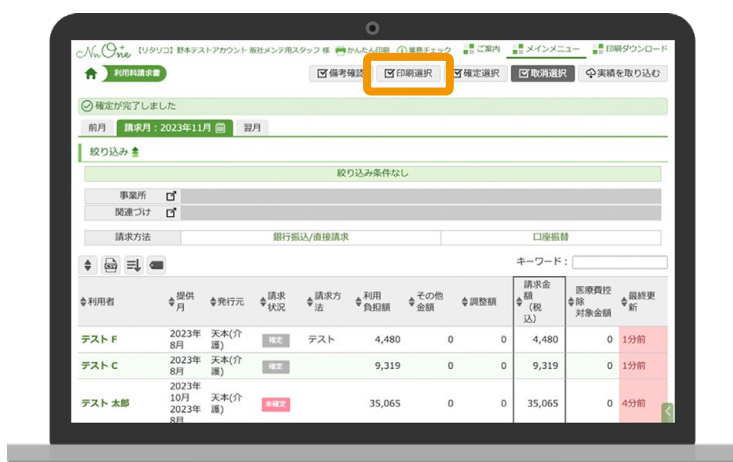 NnOne 【リタリコ】野本テストアカウント 販社メンテ用スタッフ 様 かんたん印刷 業務チェック ご案内 メインメニュー 印刷ダウンロード
利用料請求書 備考確認 印刷選択 確定選択 取消選択 実績を取り込む
確定が完了しました
前月 請求月：2023年11月 翌月
絞り込み
絞り込み条件なし
事業所
関連づけ
請求方法 銀行振込/直接請求 口座振替
キーワード：
利用者 提供月 発行元 請求状況 請求方法 利用負担額 その他金額 調整額 請求金額（税込） 医療費控除対象金額 最終更新
テスト F 2023年8月 天本(介護) 確定 テスト 4,480 0 0 4,480 0 1分前
テスト C 2023年8月 天本(介護) 確定 9,319 0 0 9,319 0 1分前
テスト 太郎 2023年10月 2023年8月 天本(介護) 未確定 35,065 0 0 35,065 0 4分前